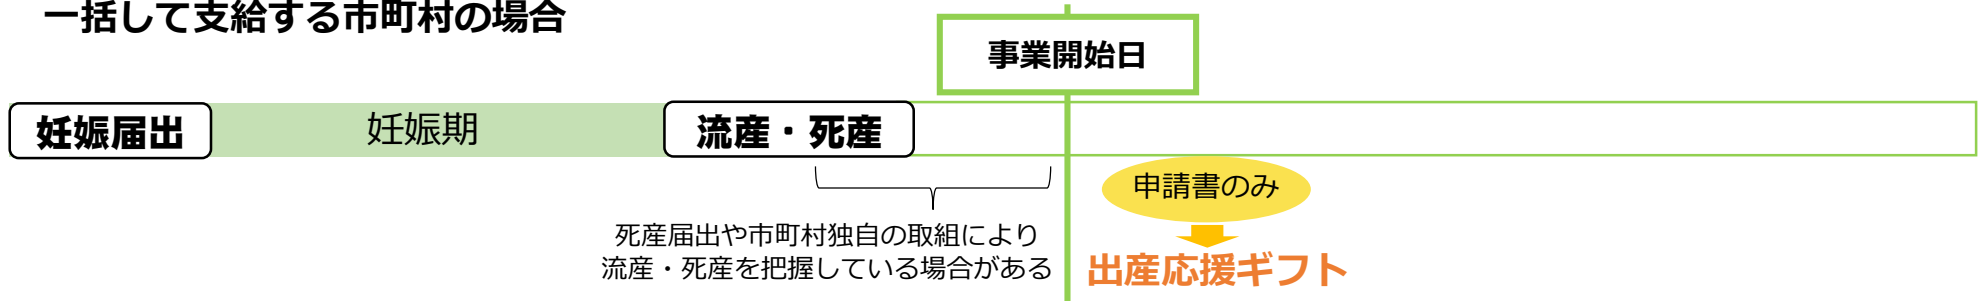 一括して支給する市町村の場合
事業開始日
妊娠届出
妊娠期
流産・死産
申請書のみ
死産届出や市町村独自の取組により
流産・死産を把握している場合がある
出産応援ギフト